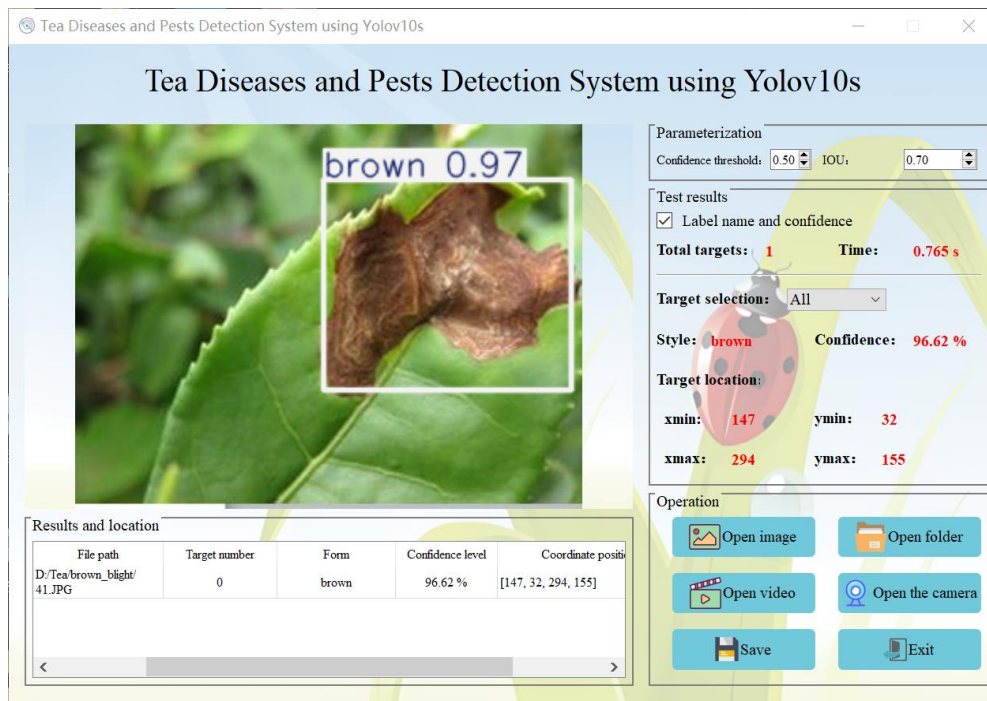 Tea Diseases and Pests Detection System using Yolov10s
Tea Diseases and Pests Detection System using Yolov10s
brown 0.97
Parameterization
Confidence threshold: 0.50 IOU: 0.70
Test results
Label name and confidence
Total targets: 1 Time: 0.765 s
Target selection: All
Style: brown Confidence: 96.62 %
Target location:
xmin: 147 ymin: 32
xmax: 294 ymax: 155
Results and location
File path Target number Form Confidence level Coordinate positi
D:/Tea/brown_blight/
41.JPG 0 brown 96.62 % [147, 32, 294, 155]
Operation
Open image Open folder
Open video Open the camera
Save Exit